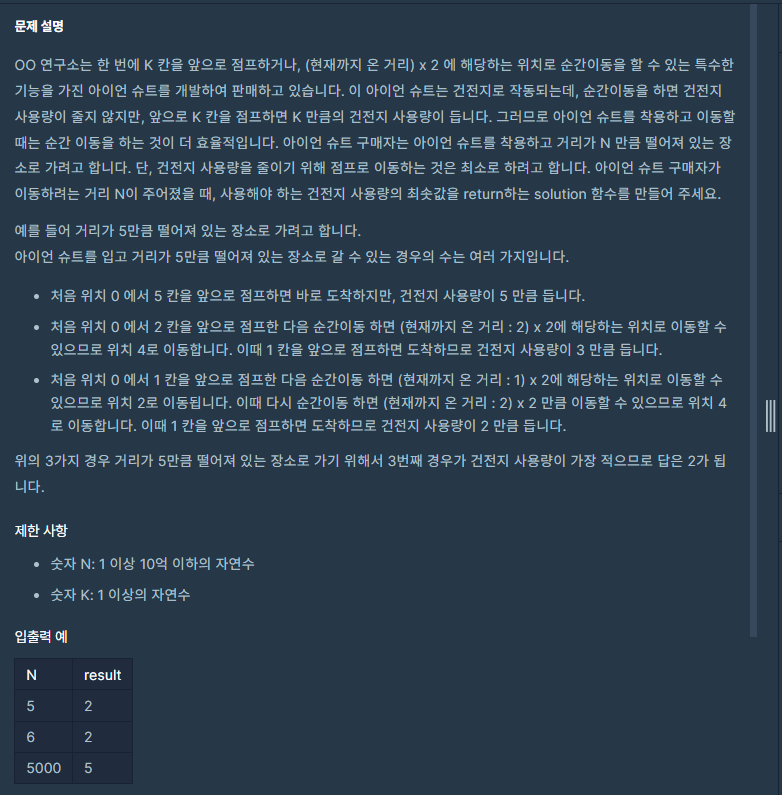 문제 설명
OO 연구소는 한 번에 K 칸을 앞으로 점프하거나, (현재까지 온 거리) x 2 에 해당하는 위치로 순간이동을 할 수 있는 특수한
기능을 가진 아이언 슈트를 개발하여 판매하고 있습니다. 이 아이언 슈트는 건전지로 작동되는데, 순간이동을 하면 건전지
사용량이 줄지 않지만, 앞으로 K 칸을 점프하면 K 만큼의 건전지 사용량이 듭니다. 그러므로 아이언 슈트를 착용하고 이동할
때는 순간 이동을 하는 것이 더 효율적입니다. 아이언 슈트 구매자는 아이언 슈트를 착용하고 거리가 N 만큼 떨어져 있는 장
소로 가려고 합니다. 단, 건전지 사용량을 줄이기 위해 점프로 이동하는 것은 최소로 하려고 합니다. 아이언 슈트 구매자가
이동하려는 거리 N이 주어졌을 때, 사용해야 하는 건전지 사용량의 최솟값을 return하는 solution 함수를 만들어 주세요.
예를 들어 거리가 5만큼 떨어져 있는 장소로 가려고 합니다.
아이언 슈트를 입고 거리가 5만큼 떨어져 있는 장소로 갈 수 있는 경우의 수는 여러 가지입니다.
• 처음 위치 0 에서 5 칸을 앞으로 점프하면 바로 도착하지만, 건전지 사용량이 5 만큼 듭니다.
• 처음 위치 0 에서 2 칸을 앞으로 점프한 다음 순간이동 하면 (현재까지 온 거리 : 2) x 2에 해당하는 위치로 이동할 수
있으므로 위치 4로 이동합니다. 이때 1 칸을 앞으로 점프하면 도착하므로 건전지 사용량이 3 만큼 듭니다.
• 처음 위치 0 에서 1 칸을 앞으로 점프한 다음 순간이동 하면 (현재까지 온 거리 : 1) x 2에 해당하는 위치로 이동할 수
있으므로 위치 2로 이동됩니다. 이때 다시 순간이동 하면 (현재까지 온 거리 : 2) x 2 만큼 이동할 수 있으므로 위치 4
로 이동합니다. 이때 1 칸을 앞으로 점프하면 도착하므로 건전지 사용량이 2 만큼 듭니다.
위의 3가지 경우 거리가 5만큼 떨어져 있는 장소로 가기 위해서 3번째 경우가 건전지 사용량이 가장 적으므로 답은 2가 됩
니다.
제한 사항
• 숫자 N: 1 이상 10억 이하의 자연수
• 숫자 K: 1 이상의 자연수
입출력 예
N result
5 2
6 2
5000 5